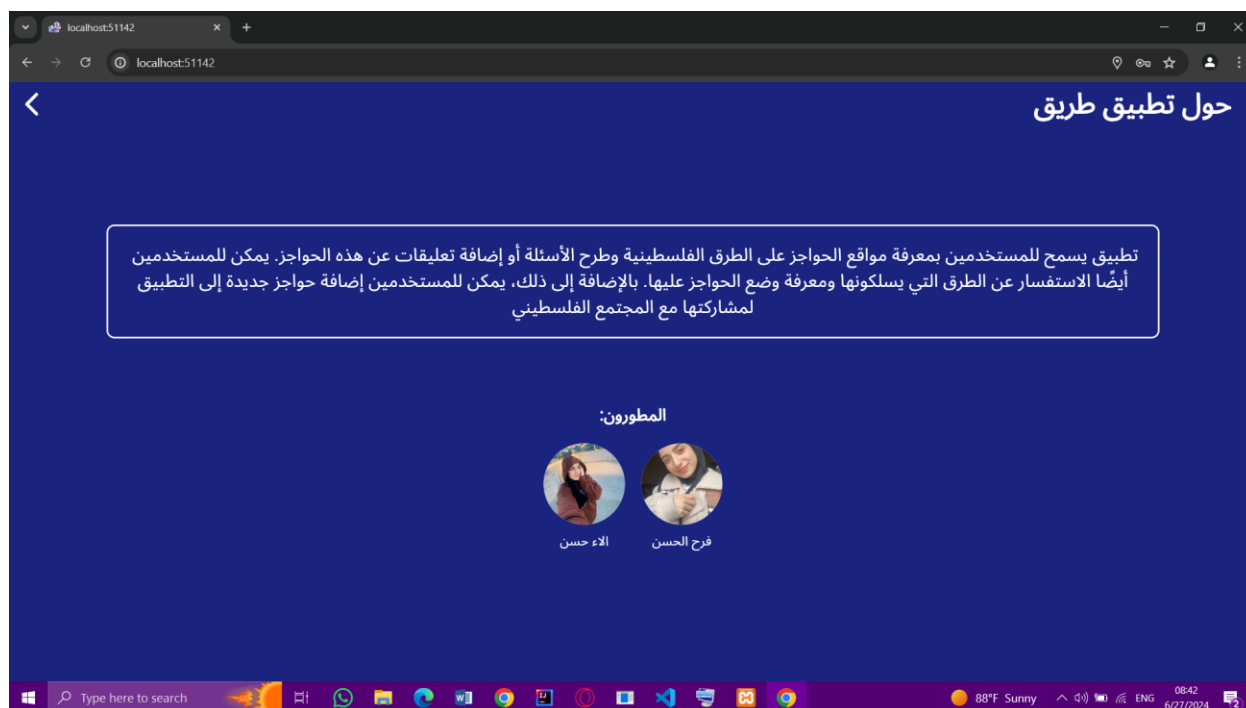 localhost:51142
localhost:51142
حول تطبيق طريق
تطبيق يسمح للمستخدمين بمعرفة مواقع الحواجز على الطرق الفلسطينية وطرح الأسئلة أو إضافة تعليقات عن هذه الحواجز. يمكن للمستخدمين
أيضًا الاستفسار عن الطرق التي يسلكونها ومعرفة وضع الحواجز عليها. بالإضافة إلى ذلك، يمكن للمستخدمين إضافة حواجز جديدة إلى التطبيق
لمشاركتها مع المجتمع الفلسطيني
المطورون:
فرح الحسن
الاء حسن
Type here to search
88°F Sunny
ENG
08:42
6/27/2024
2